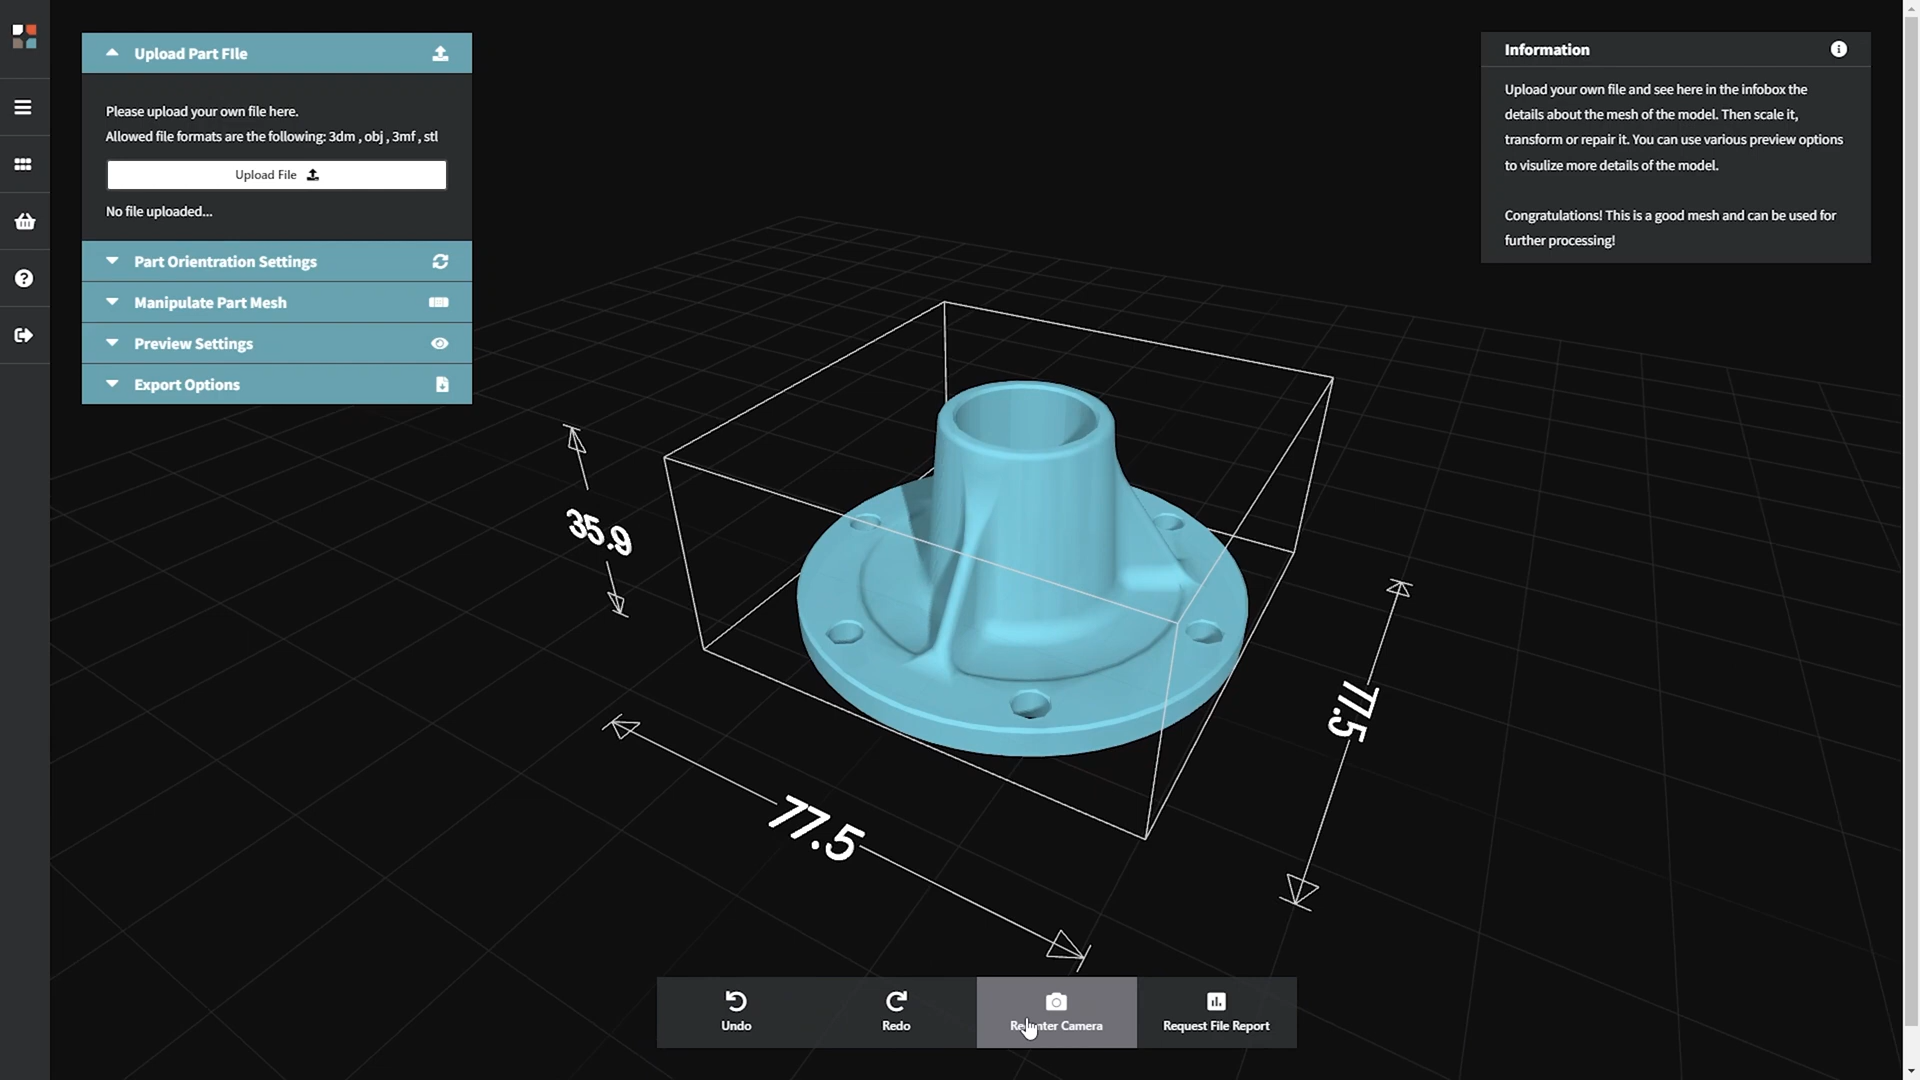 Upload Part FIle
Please upload your own file here.
Allowed file formats are the following: 3dm , obj , 3mf , stl
Upload File
No file uploaded...
Part Orientration Settings
Manipulate Part Mesh
Preview Settings
Export Options
Information
Upload your own file and see here in the infobox the
details about the mesh of the model. Then scale it,
transform or repair it. You can use various preview options
to visulize more details of the model.
Congratulations! This is a good mesh and can be used for
further processing!
35.9
77.5
77.5
Undo
Redo
Camera
Request File Report